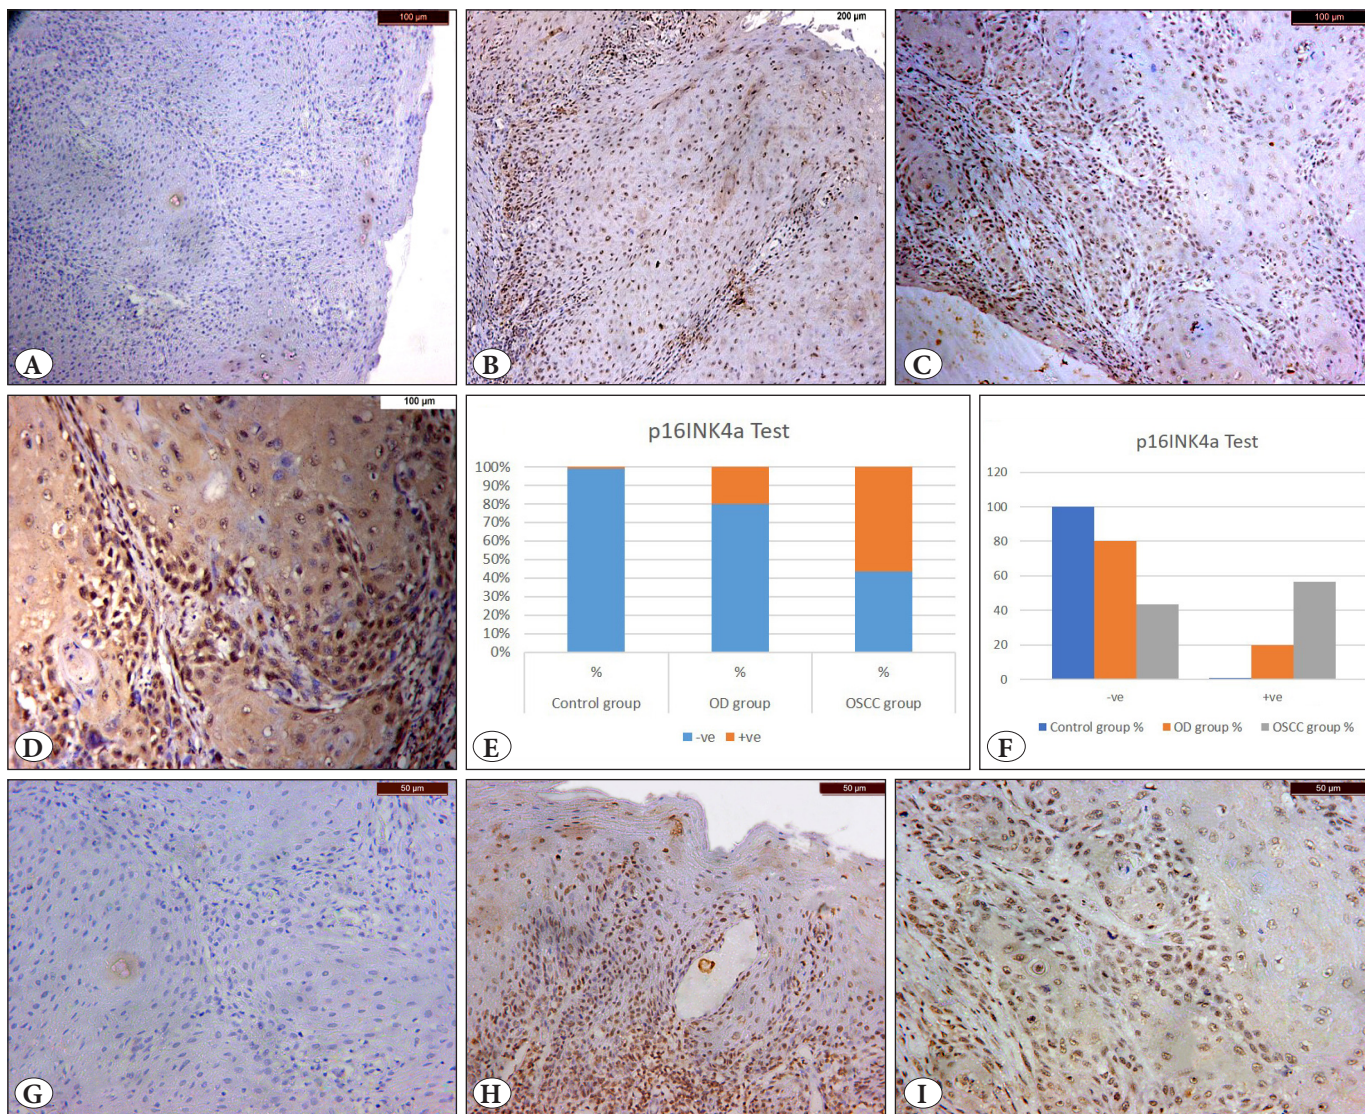 100 µm
200 µm
100 µm
A
B
C
100 µm
D
p16INK4a Test
100%
90%
80%
70%
60%
50%
40%
30%
20%
10%
0%
% % %
Control group OD group OSCC group
-ve +ve
E
p16INK4a Test
120
100
80
60
40
20
0
-ve +ve
Control group % OD group % OSCC group %
F
50 µm
50 µm
50 µm
G
H
I